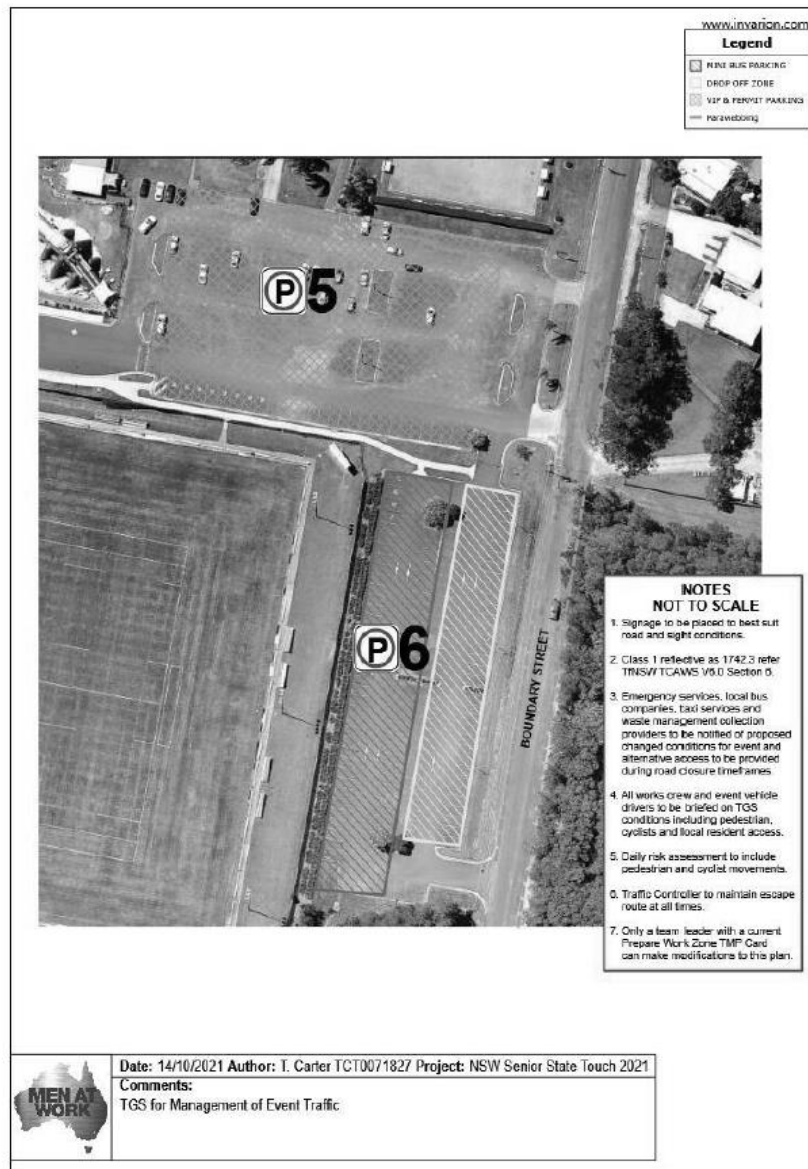 www.invarion.com
Legend
MINI BUS PARKING
DROP OFF ZONE
VIP & PERMIT PARKING
Parawebbing
P 5
P 6
BOUNDARY STREET
NOTES
NOT TO SCALE
1. Signage to be placed to best suit
road and sight conditions.
2. Class 1 reflective as 1742.3 refer
TfNSW TCAWS V6.0 Section 6.
3. Emergency services, local bus
companies, taxi services and
waste management collection
providers to be notified of proposed
changed conditions for event and
alternative access to be provided
during road closure timeframes
4. All works crew and event vehicle
drivers to be briefed on TGS
conditions including pedestrian,
cyclists and local resident access.
5. Daily risk assessment to include
pedestrian and cyclist movements.
6. Traffic Controller to maintain escape
route at all times.
7. Only a team leader with a current
Prepare Work Zone TMP Card
can make modifications to this plan.
MEN AT
WORK
Date: 14/10/2021 Author: T. Carter TCT0071827 Project: NSW Senior State Touch 2021
Comments:
TGS for Management of Event Traffic